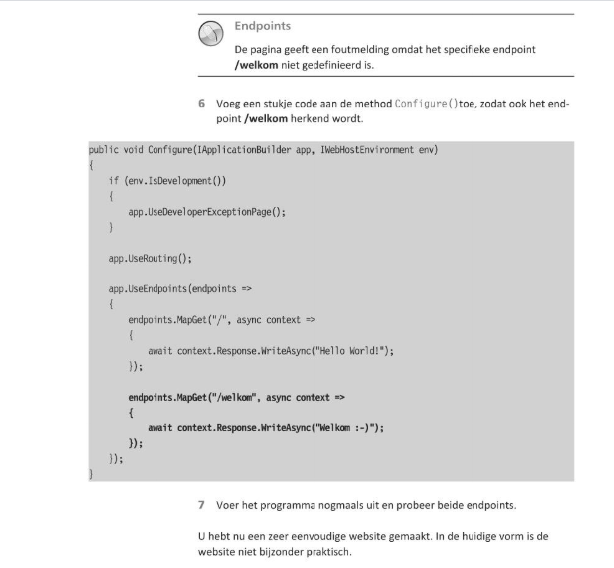 Endpoints
De pagina geeft een foutmelding omdat het specifieke endpoint
/welkom niet gedefinieerd is.
6 Voeg een stukje code aan de method Configure()toe, zodat ook het end-
point /welkom herkend wordt.
public void Configure(IApplicationBuilder app, IWebHostEnvironment env)
{
if (env.IsDevelopment())
{
app.UseDeveloperExceptionPage();
}
app.UseRouting();
app.UseEndpoints(endpoints =>
{
endpoints.MapGet("/", async context =>
{
await context.Response.WriteAsync("Hello World!");
});
endpoints.MapGet("/welkom", async context =>
{
await context.Response.WriteAsync("Welkom :-)");
});
});
}
7 Voer het programma nogmaals uit en probeer beide endpoints.
U hebt nu een zeer eenvoudige website gemaakt. In de huidige vorm is de
website niet bijzonder praktisch.